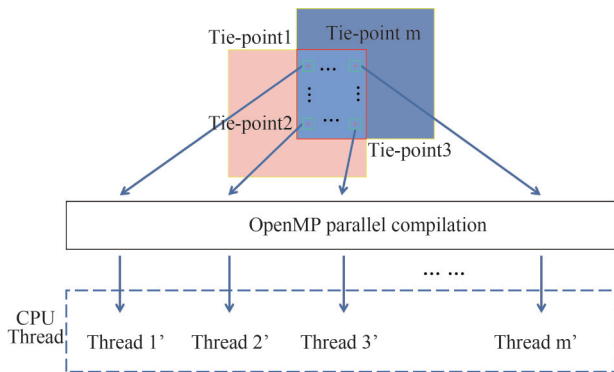 Tie-point1
Tie-point m
...
Tie-point2
...
Tie-point3
OpenMP parallel compilation
... ...
CPU
Thread
Thread 1’
Thread 2’
Thread 3’
Thread m’